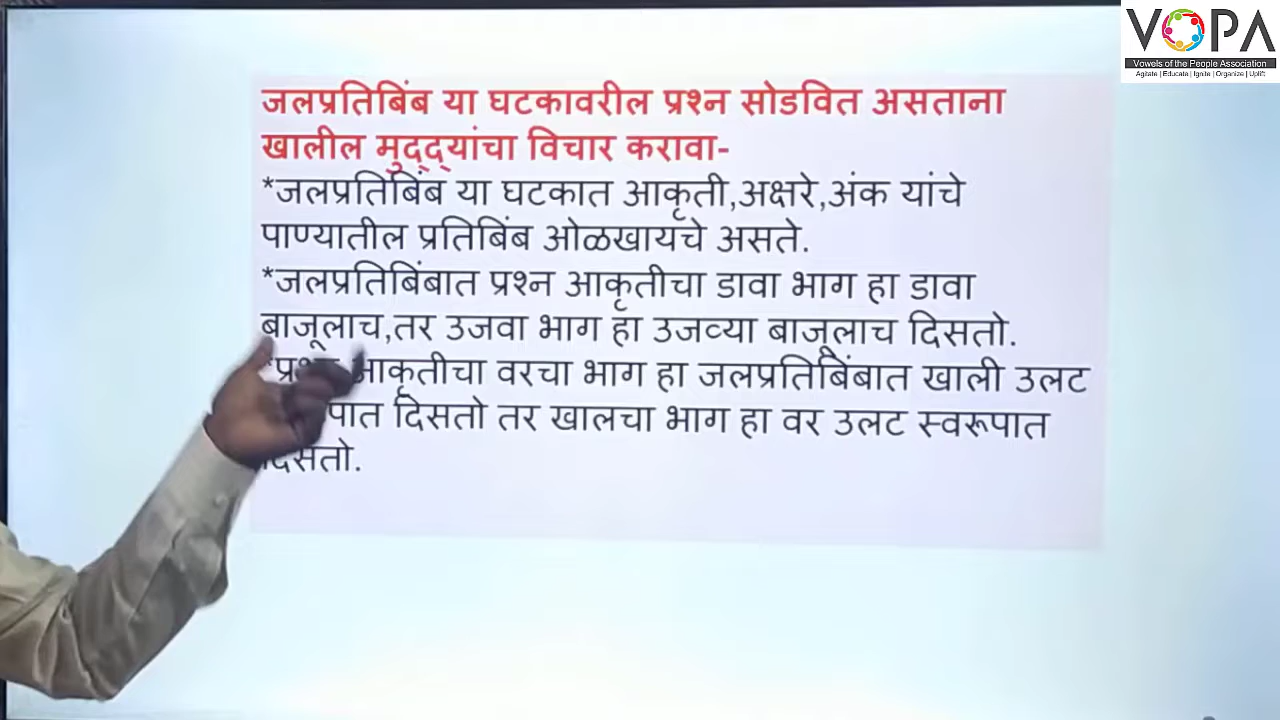 VOPA
Vowels of the People Association
Agitate | Educate | Ignite | Organize | Uplift
जलप्रतिबिंब या घटकावरील प्रश्न सोडवित असताना
खालील मुद्द्यांचा विचार करावा-
*जलप्रतिबिंब या घटकात आकृती,अक्षरे,अंक यांचे
पाण्यातील प्रतिबिंब ओळखायचे असते.
*जलप्रतिबिंबात प्रश्न आकृतीचा डावा भाग हा डावा
बाजूलाच,तर उजवा भाग हा उजव्या बाजूलाच दिसतो.
आकृतीचा वरचा भाग हा जलप्रतिबिंबात खाली उलट
दिसतो तर खालचा भाग हा वर उलट स्वरूपात
दिसतो.